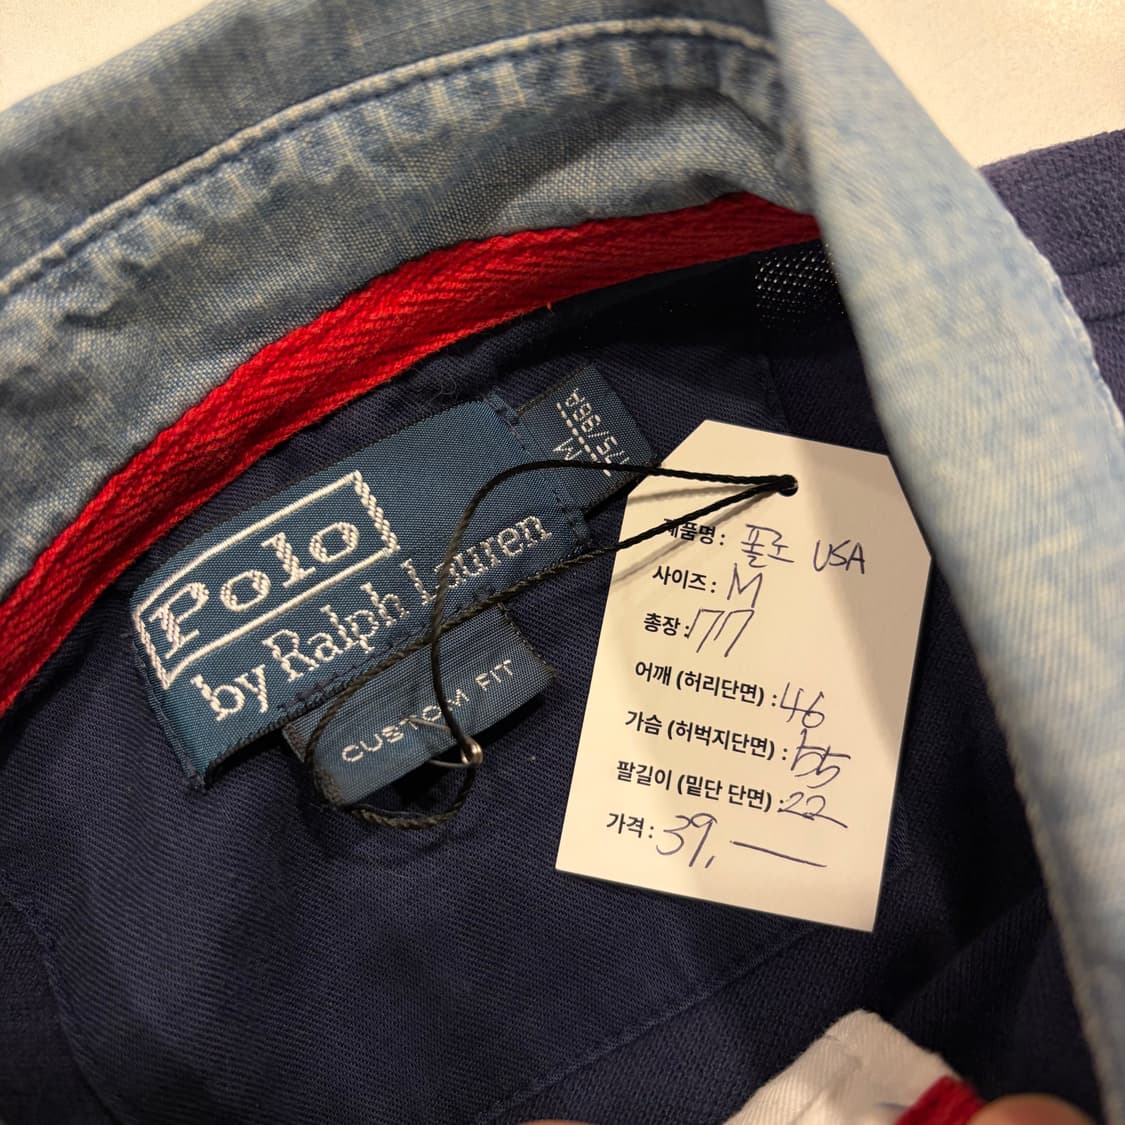 Polo
by Ralph Lauren
CUSTOM FIT
M
175/96A
제품명: 폴로 USA
사이즈: M
총장: 77
어깨 (허리단면) : 46
가슴 (허벅지단면) : 55
팔길이 (밑단 단면) : 22
가격: 39,—